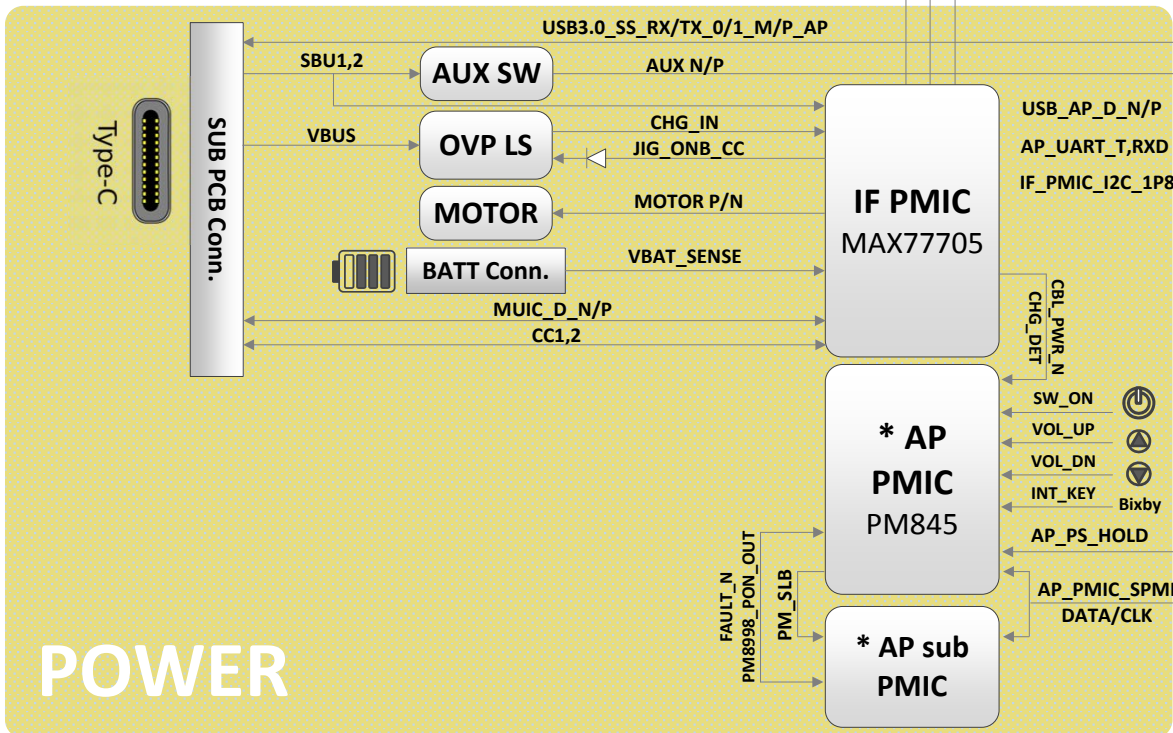 USB3.0_SS_RX/TX_0/1_M/P_AP
SBU1,2
AUX SW
AUX N/P
Type-C
SUB PCB Conn.
VBUS
OVP LS
CHG_IN
JIG_ONB_CC
MOTOR
MOTOR P/N
BATT Conn.
VBAT_SENSE
MUIC_D_N/P
CC1,2
IF PMIC
MAX77705
USB_AP_D_N/P
AP_UART_T,RXD
IF_PMIC_I2C_1P8
CBL_PWR_N
CHG_DET
* AP
PMIC
PM845
SW_ON
VOL_UP
VOL_DN
INT_KEY
Bixby
AP_PS_HOLD
AP_PMIC_SPMI
DATA/CLK
FAULT_N
PM8998_PON_OUT
PM_SLB
* AP sub
PMIC
POWER